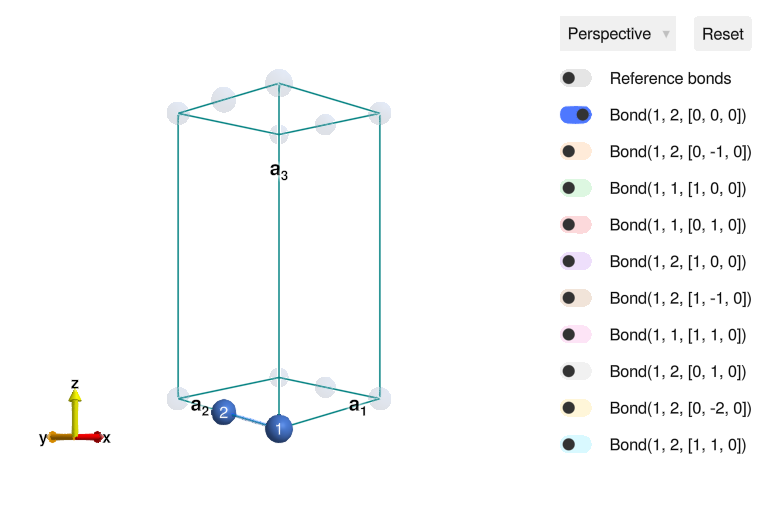 Perspective ▼ Reset
Reference bonds
Bond(1, 2, [0, 0, 0])
Bond(1, 2, [0, -1, 0])
Bond(1, 1, [1, 0, 0])
Bond(1, 1, [0, 1, 0])
Bond(1, 2, [1, 0, 0])
Bond(1, 2, [1, -1, 0])
Bond(1, 1, [1, 1, 0])
Bond(1, 2, [0, 1, 0])
Bond(1, 2, [0, -2, 0])
Bond(1, 2, [1, 1, 0])
a3
a2 2 1 a1
z
y x